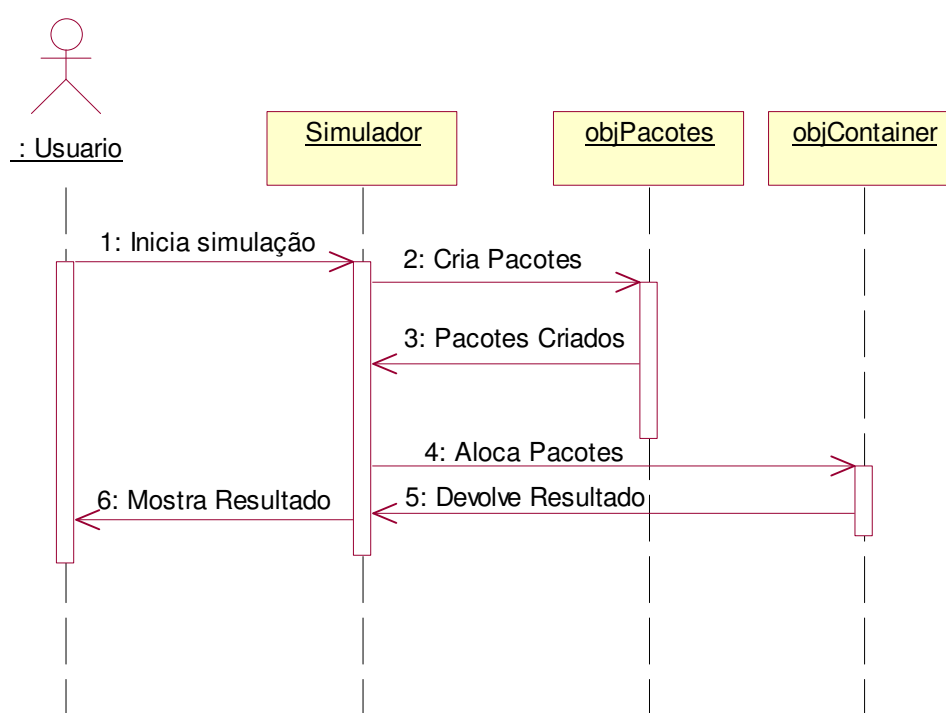 : Usuario
Simulador
objPacotes
objContainer
1: Inicia simulação
2: Cria Pacotes
3: Pacotes Criados
4: Aloca Pacotes
5: Devolve Resultado
6: Mostra Resultado